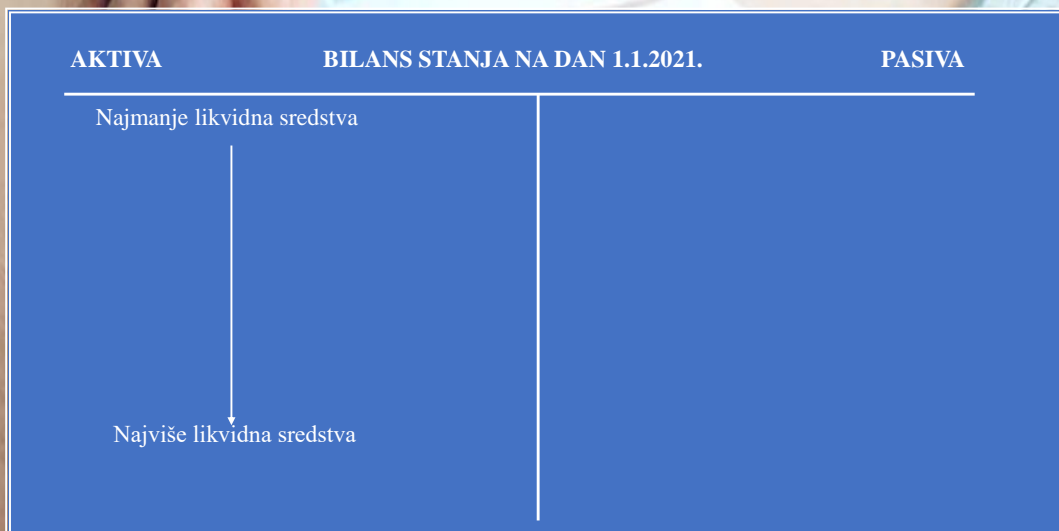 AKTIVA BILANS STANJA NA DAN 1.1.2021. PASIVA
Najmanje likvidna sredstva
Najviše likvidna sredstva